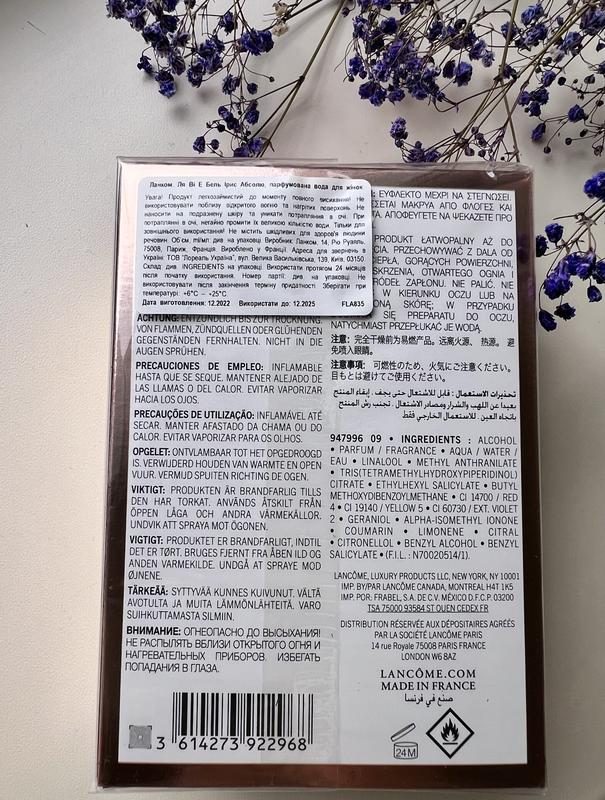 Ланком. Ля Ві Е Бель Ірис Абсолю, парфумована вода для жінок
Увага! Продукт легкозаймистий до моменту повного висихання! Не
використовувати поблизу відкритого вогню та нагрітих поверхонь. Не
наносити на подразнену шкіру та уникати потрапляння в очі. При
потраплянні в очі, негайно промити їх великою кількістю води. Тільки для
зовнішнього використання! Не містить шкідливих для здоров'я людини
речовин. Об'єм, mл/мл див. на упаковці Виробник: Ланком, 14, Рю Руаяль,
75008, Париж, Франція. Вироблено у Франції. Адреса для звернень в
Україні ТОВ "Лореаль Україна", вул. Велика Васильківська, 139, Київ, 03150.
Склад див. INGREDIENTS на упаковці. Використати протягом 24 місяців
після початку використання. Номер партії: див. на упаковці. Не
використовувати після закінчення терміну придатності. Зберігати при
температурі: +6°C – +25°C.
Дата виготовлення: 12.2022 Використати до: 12.2025 FLA835
ΕΥΦΛΕΚΤΟ ΜΕΧΡΙ ΝΑ ΣΤΕΓΝΩΣΕΙ.
ΣΕΤΑΙ ΜΑΚΡΥΑ ΑΠΟ ΦΛΟΓΕΣ ΚΑΙ
ΤΑ. ΑΠΟΦΕΥΓΕΤΕ ΝΑ ΨΕΚΑΖΕΤΕ ΠΡΟ
ACHTUNG: ENTZÜNDLICH BIS ZUR TROCKNUNG.
VON FLAMMEN, ZÜNDQUELLEN ODER GLÜHENDEN
GEGENSTÄNDEN FERNHALTEN. NICHT IN DIE
AUGEN SPRÜHEN.
PRECAUCIONES DE EMPLEO: INFLAMABLE
HASTA QUE SE SEQUE. MANTENER ALEJADO DE
LAS LLAMAS O DEL CALOR. EVITAR VAPORIZAR
HACIA LOS OJOS.
PRECAUÇÕES DE UTILIZAÇÃO: INFLAMÁVEL ATÉ
SECAR. MANTER AFASTADO DA CHAMA OU DO
CALOR. EVITAR VAPORIZAR PARA OS OLHOS.
OPGELET: ONTVLAMBAAR TOT HET OPGEDROOGD
IS. VERWIJDERD HOUDEN VAN WARMTE EN OPEN
VUUR. VERMIJD SPUITEN RICHTING DE OGEN.
VIKTIGT: PRODUKTEN ÄR BRANDFARLIG TILLS
DEN HAR TORKAT. ANVÄNDS ÅTSKILT FRÅN
ÖPPEN LÅGA OCH ANDRA VÄRMEKÄLLOR.
UNDVIK ATT SPRAYA MOT ÖGONEN.
VIGTIGT: PRODUKTET ER BRANDFARLIGT, INDTIL
DET ER TØRT. BRUGES FJERNT FRA ÅBEN ILD OG
ANDEN VARMEKILDE. UNDGÅ AT SPRAYE MOD
ØJNENE.
TÄRKEÄÄ: SYTTYVÄÄ KUNNES KUIVUNUT. VÄLTÄ
AVOTULTA JA MUITA LÄMMÖNLÄHTEITÄ. VARO
SUIHKUTTAMASTA SILMIIN.
ВНИМАНИЕ: ОГНЕОПАСНО ДО ВЫСЫХАНИЯ!
НЕ РАСПЫЛЯТЬ ВБЛИЗИ ОТКРЫТОГО ОГНЯ И
НАГРЕВАТЕЛЬНЫХ ПРИБОРОВ. ИЗБЕГАТЬ
ПОПАДАНИЯ В ГЛАЗА.
3 614273 922968
PRODUKT ŁATWOPALNY AŻ DO
CIA. PRZECHOWYWAĆ Z DALA OD
EPŁA, GORĄCYCH POWIERZCHNI,
SKRZENIA, OTWARTEGO OGNIA I
RÓDEŁ ZAPŁONU. NIE PALIĆ. NIE
W KIERUNKU OCZU LUB NA
SKÓRĘ. W PRZYPADKU
SIĘ PREPARATU DO OCZU,
NATYCHMIAST PRZEPŁUKAĆ JE WODĄ.
注意：完全干燥前为易燃产品。远离火源、热源。避
免喷入眼睛。
注意事項：可燃性のため、火気にご注意ください。
目もとは避けてご使用ください。
تحذيرات الاستعمال: قابل للاشتعال حتى يجف. إبقاء المنتج
بعيدا عن اللهب والشرار ومصادر الاشتعال. تجنب رش المنتج
باتجاه العين. للاستعمال الخارجي فقط
947996 09 • INGREDIENTS : ALCOHOL
• PARFUM / FRAGRANCE • AQUA / WATER /
EAU • LINALOOL • METHYL ANTHRANILATE
• TRIS(TETRAMETHYLHYDROXYPIPERIDINOL)
CITRATE • ETHYLHEXYL SALICYLATE • BUTYL
METHOXYDIBENZOYLMETHANE • CI 14700 / RED
4 • CI 19140 / YELLOW 5 • CI 60730 / EXT. VIOLET
2 • GERANIOL • ALPHA-ISOMETHYL IONONE
• COUMARIN • LIMONENE • CITRAL
• CITRONELLOL • BENZYL ALCOHOL • BENZYL
SALICYLATE • (F.I.L. : N70020514/1).
LANCÔME, LUXURY PRODUCTS LLC, NEW YORK, NY 10001
IMP. BY/PAR LANCÔME CANADA, MONTREAL H4T 1K5
IMP. POR: FRABEL, S.A. DE C.V. MÉXICO D.F. C.P. 03200
TSA 75000 93584 ST OUEN CEDEX FR
DISTRIBUTION RÉSERVÉE AUX DÉPOSITAIRES AGRÉÉS
PAR LA SOCIÉTÉ LANCÔME PARIS
14 rue Royale 75008 PARIS FRANCE
LONDON W6 8AZ
LANCÔME.COM
MADE IN FRANCE
صنع في فرنسا
24M